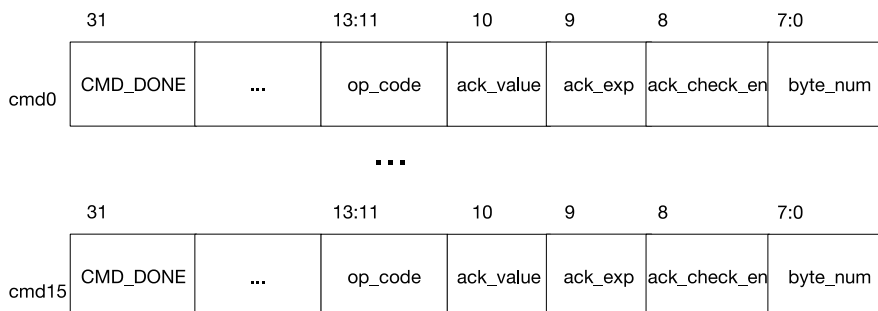 31 13:11 10 9 8 7:0
cmd0 CMD_DONE ... op_code ack_value ack_exp ack_check_en byte_num
...
31 13:11 10 9 8 7:0
cmd15 CMD_DONE ... op_code ack_value ack_exp ack_check_en byte_num